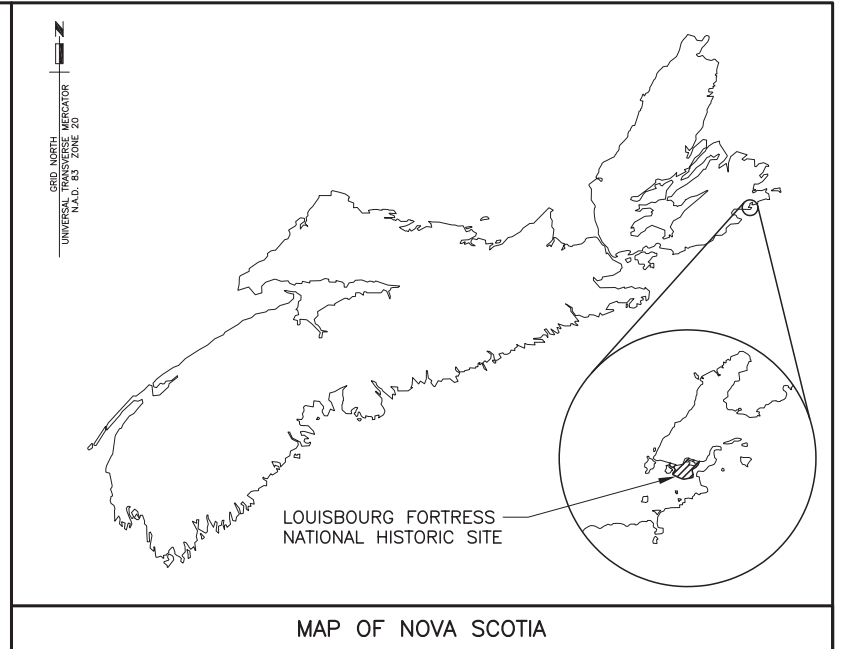 N
GRID NORTH
UNIVERSAL TRANSVERSE MERCATOR
N.A.D. 83 ZONE 20
LOUISBOURG FORTRESS
NATIONAL HISTORIC SITE
MAP OF NOVA SCOTIA